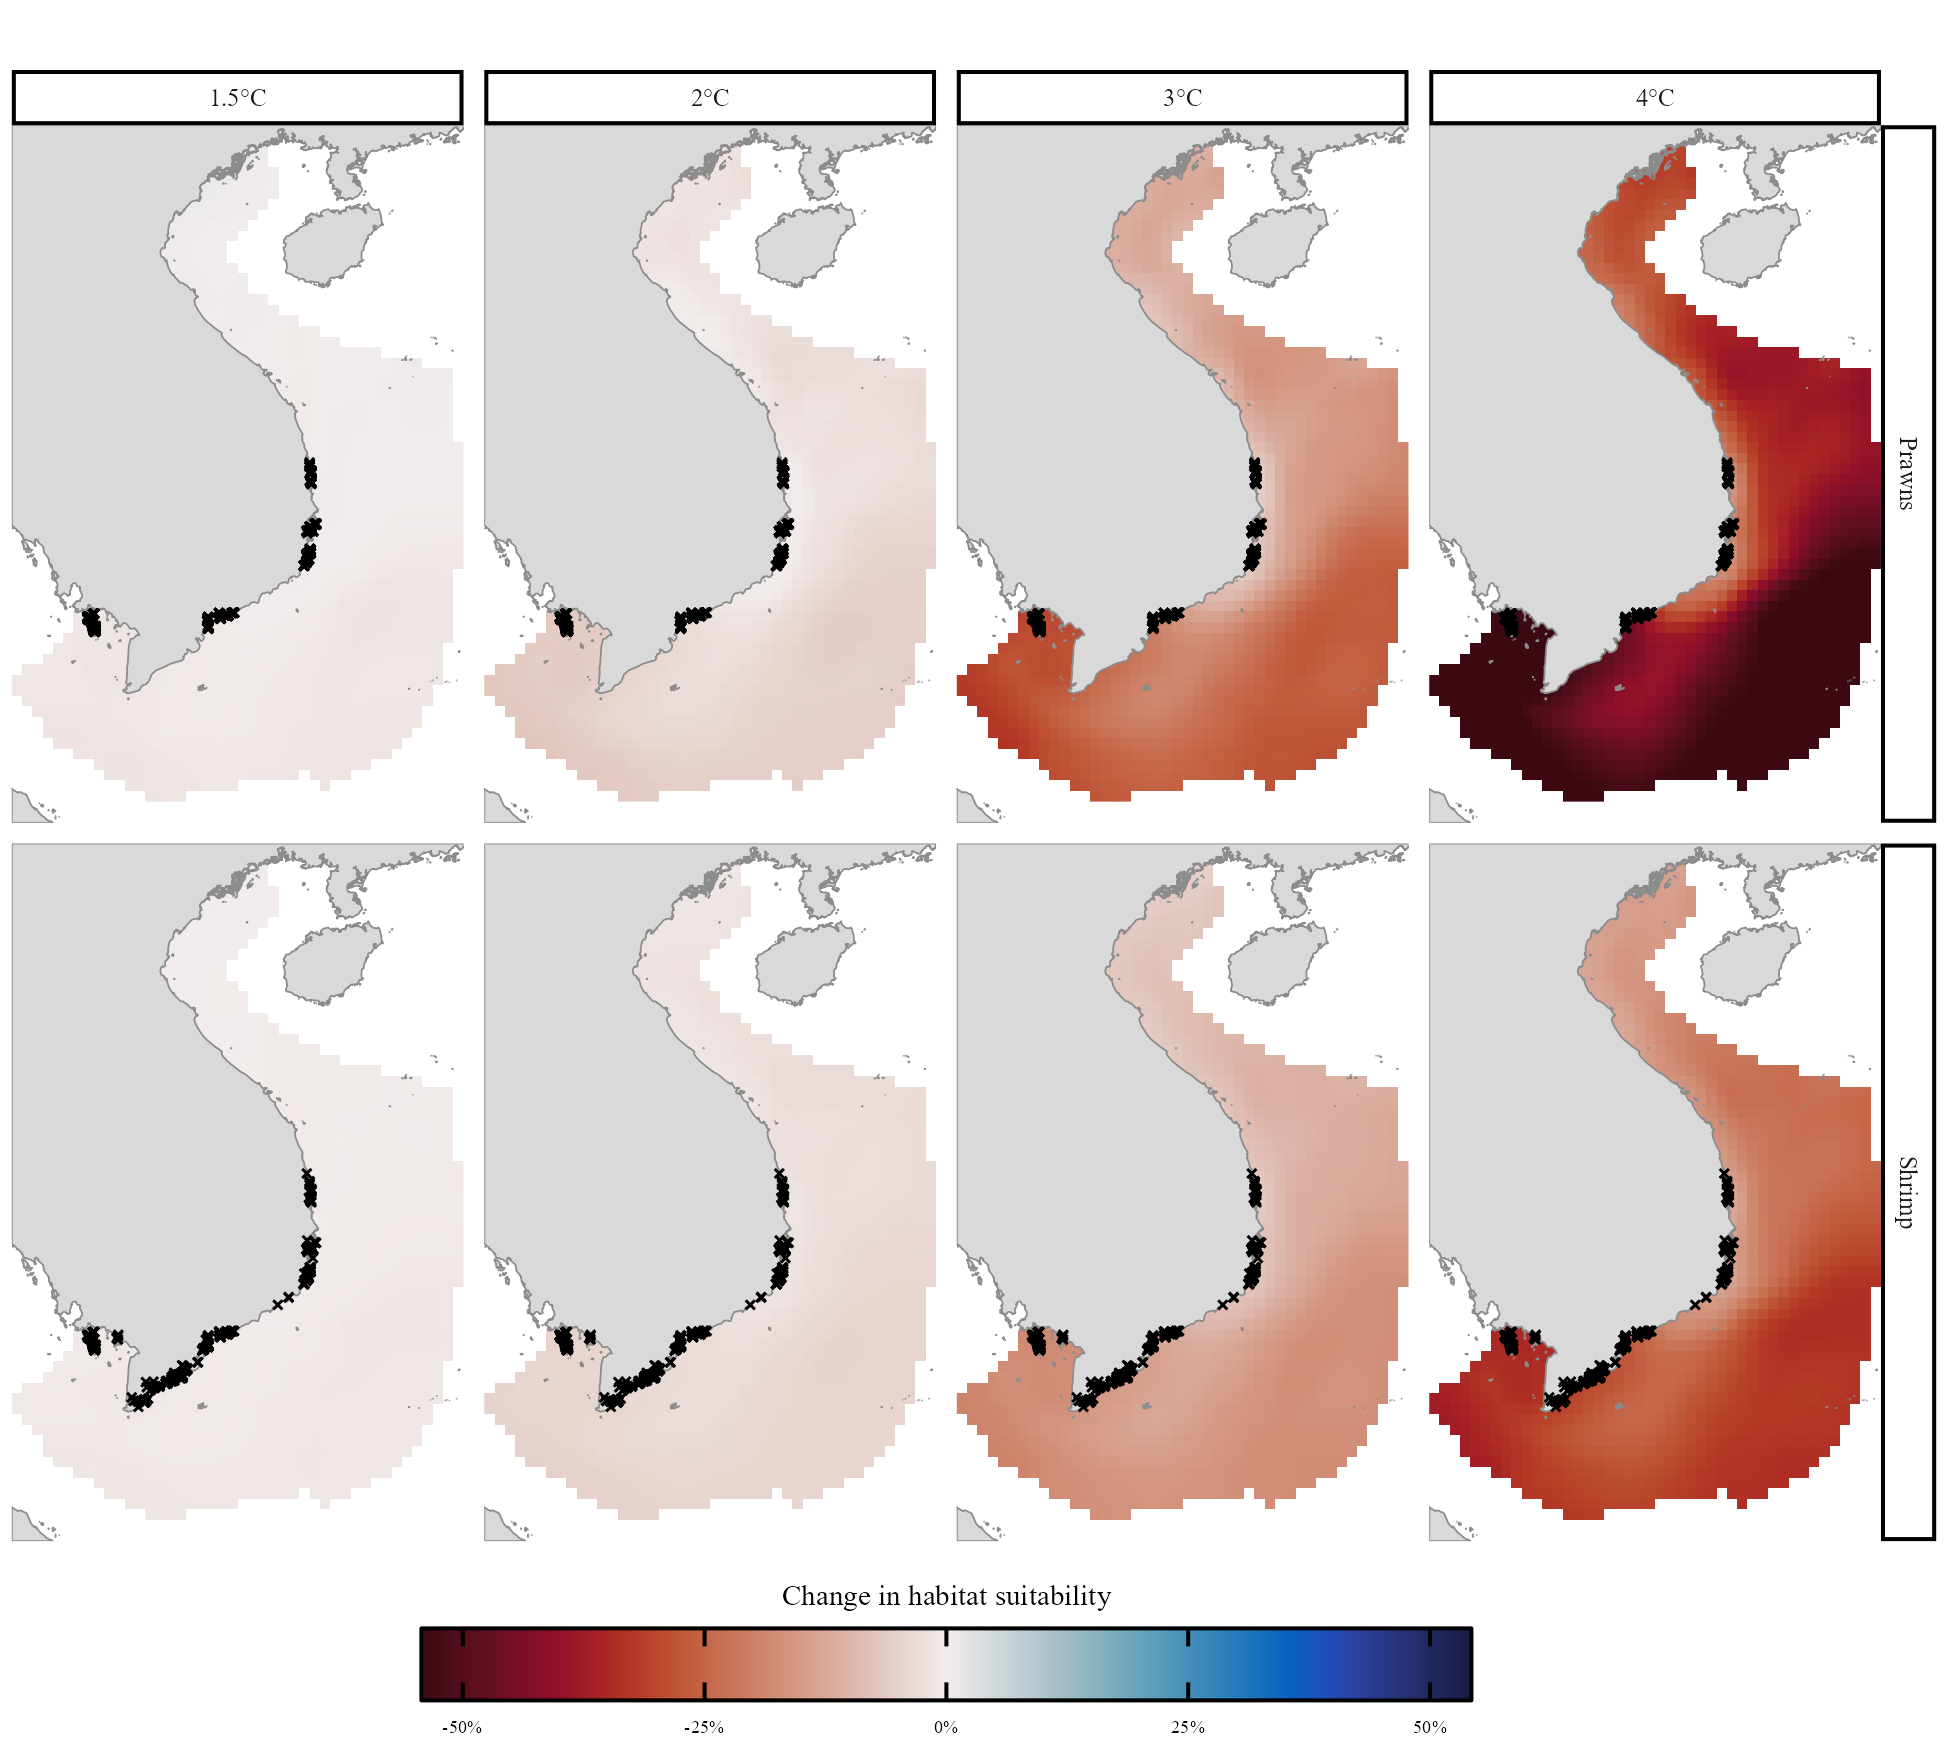 1.5°C
2°C
3°C
4°C
Prawns
Shrimp
Change in habitat suitability
-50%
-25%
0%
25%
50%